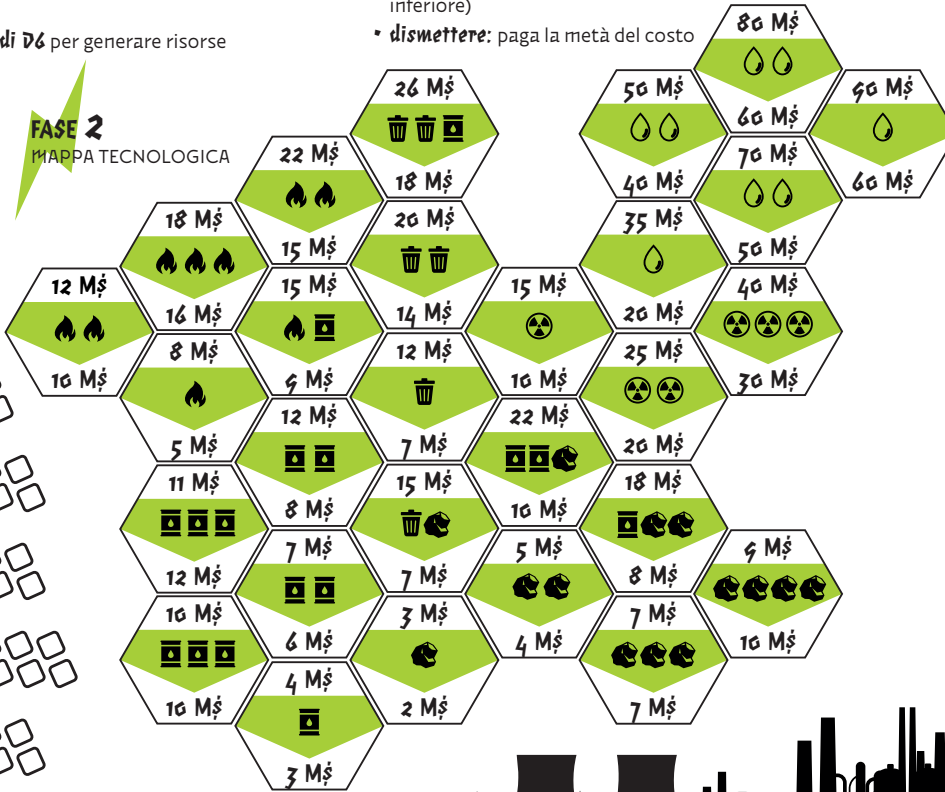 inferiore)
di D6 per generare risorse
• dismettere: paga la metà del costo
FASE 2
MAPPA TECNOLOGICA
80 M$
60 M$
26 M$
18 M$
50 M$
40 M$
90 M$
60 M$
22 M$
15 M$
70 M$
50 M$
18 M$
16 M$
20 M$
14 M$
35 M$
20 M$
12 M$
10 M$
15 M$
9 M$
15 M$
10 M$
40 M$
30 M$
8 M$
5 M$
12 M$
7 M$
25 M$
20 M$
12 M$
8 M$
22 M$
10 M$
11 M$
12 M$
15 M$
7 M$
18 M$
8 M$
7 M$
6 M$
5 M$
4 M$
9 M$
10 M$
10 M$
10 M$
3 M$
2 M$
7 M$
7 M$
4 M$
3 M$